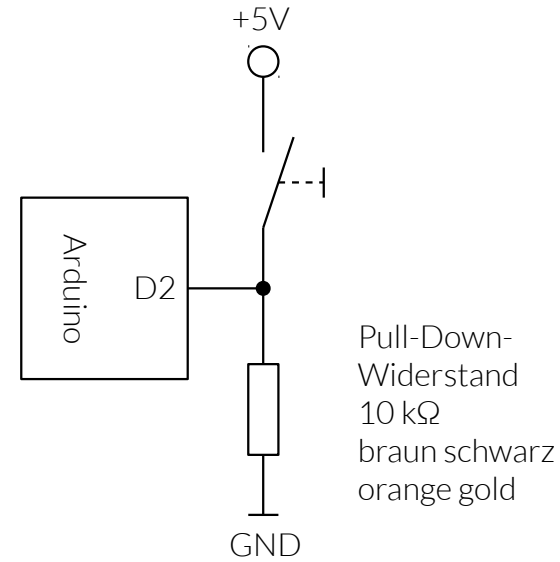 +5V
Arduino
D2
Pull-Down-
Widerstand
10 kΩ
braun schwarz
orange gold
GND